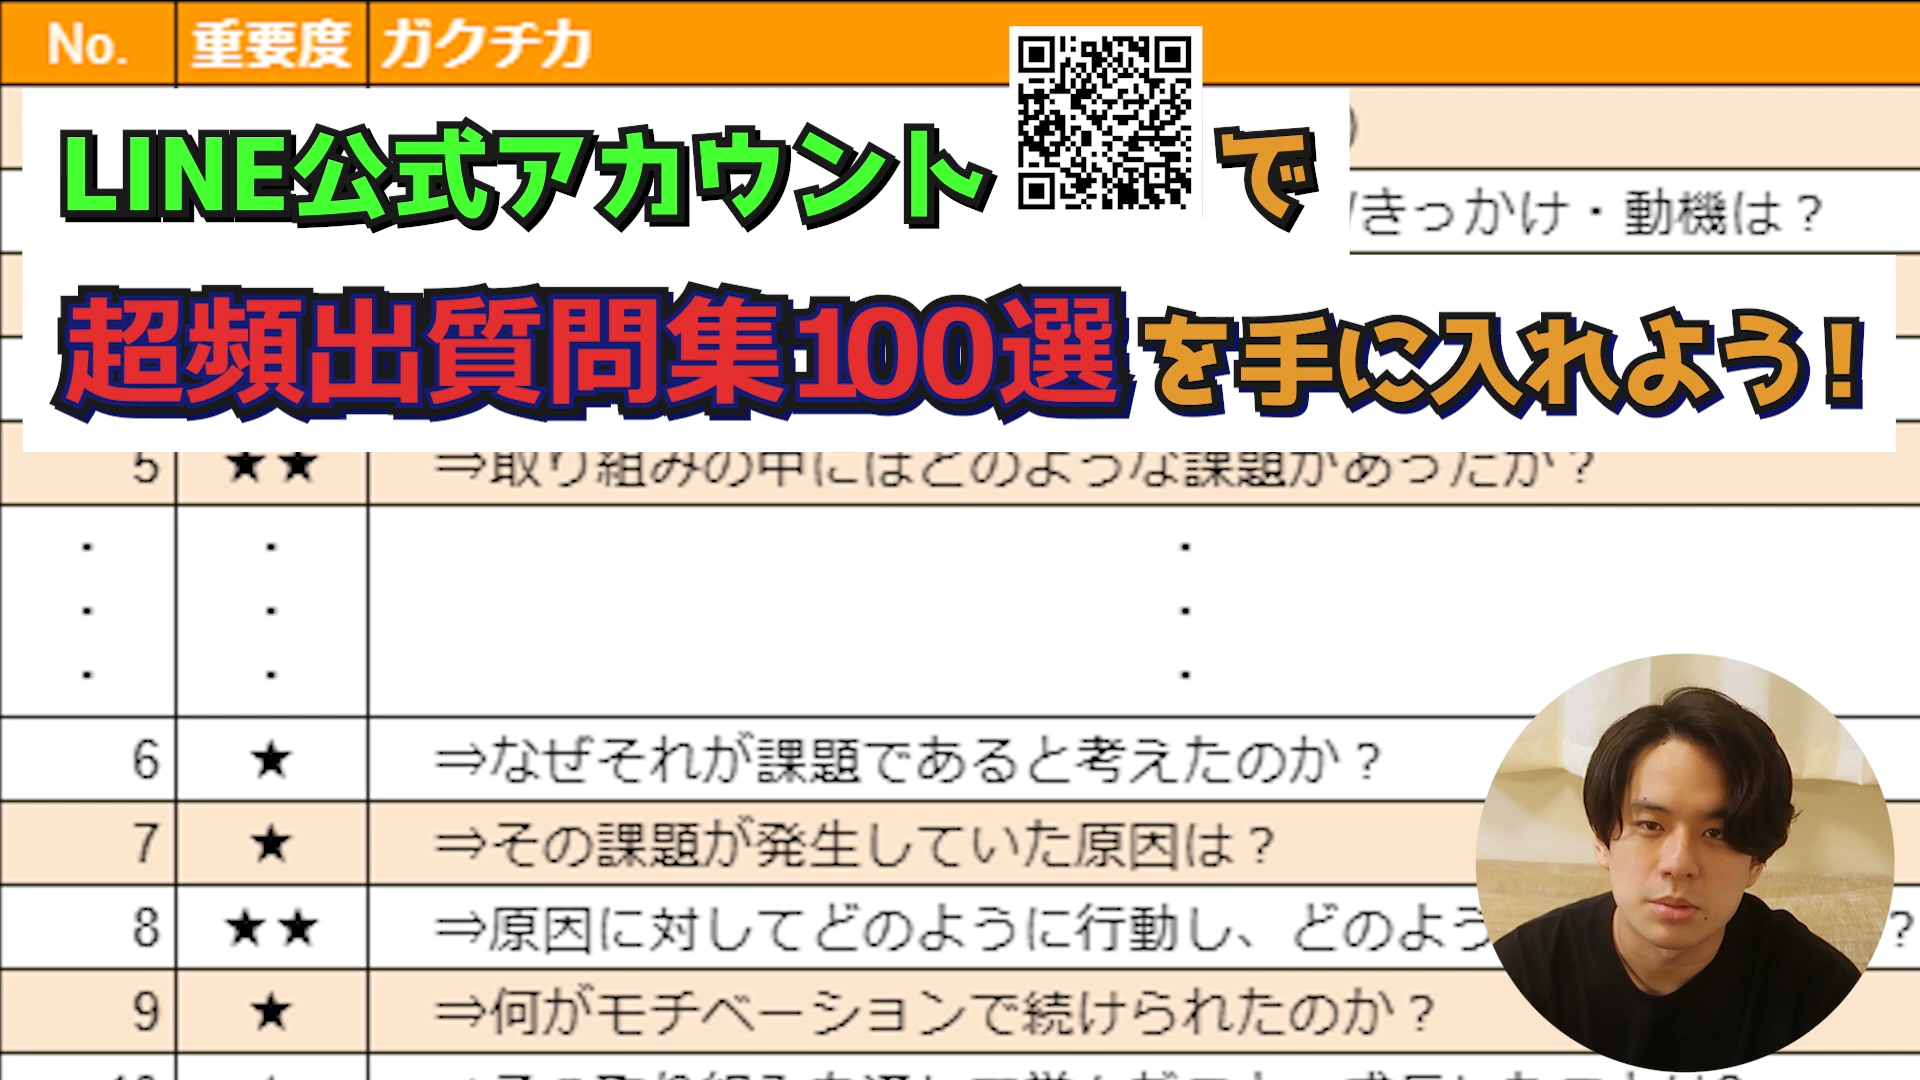 No. 重要度 ガクチカ
LINE公式アカウント で
きっかけ・動機は？
超頻出質問集100選 を手に入れよう！
5 ★★ ⇒取り組みの中にはどのような課題があったか？
・ ・ ・
・ ・ ・
・ ・ ・
6 ★ ⇒なぜそれが課題であると考えたのか？
7 ★ ⇒その課題が発生していた原因は？
8 ★★ ⇒原因に対してどのように行動し、どのよう ？
9 ★ ⇒何がモチベーションで続けられたのか？